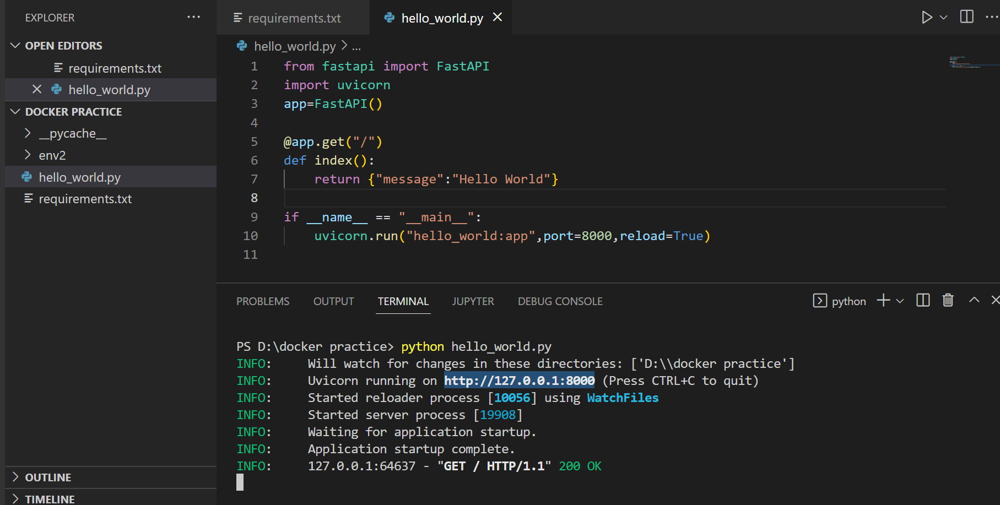 EXPLORER
OPEN EDITORS
requirements.txt
hello_world.py
DOCKER PRACTICE
__pycache__
env2
hello_world.py
requirements.txt
OUTLINE
TIMELINE
requirements.txt
hello_world.py
hello_world.py > ...
1 from fastapi import FastAPI
2 import uvicorn
3 app=FastAPI()
4
5 @app.get("/")
6 def index():
7     return {"message":"Hello World"}
8
9 if __name__ == "__main__":
10     uvicorn.run("hello_world:app",port=8000,reload=True)
11
PROBLEMS OUTPUT TERMINAL JUPYTER DEBUG CONSOLE
python
PS D:\docker practice> python hello_world.py
INFO:     Will watch for changes in these directories: ['D:\\docker practice']
INFO:     Uvicorn running on http://127.0.0.1:8000 (Press CTRL+C to quit)
INFO:     Started reloader process [10056] using WatchFiles
INFO:     Started server process [19908]
INFO:     Waiting for application startup.
INFO:     Application startup complete.
INFO:     127.0.0.1:64637 - "GET / HTTP/1.1" 200 OK